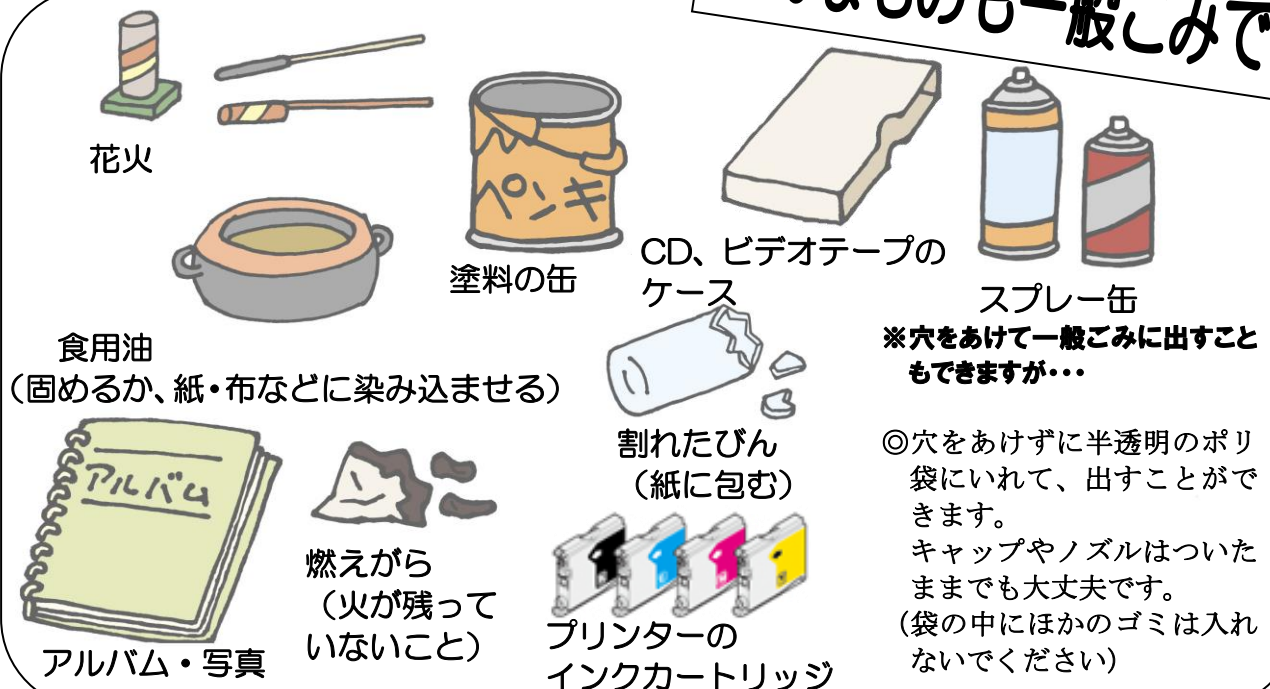 まものも一般ごみで
花火
ペンキ
塗料の缶
CD、ビデオテープの
ケース
スプレー缶
※穴をあけて一般ごみに出すこと
もできますが・・・
食用油
（固めるか、紙・布などに染み込ませる）
割れたびん
（紙に包む）
◎穴をあけずに半透明のポリ
袋にいれて、出すことがで
きます。
キャップやノズルはついた
ままでも大丈夫です。
（袋の中にほかのゴミは入れ
ないでください）
アルバム
アルバム・写真
燃えがら
（火が残って
いないこと）
プリンターの
インクカートリッジ